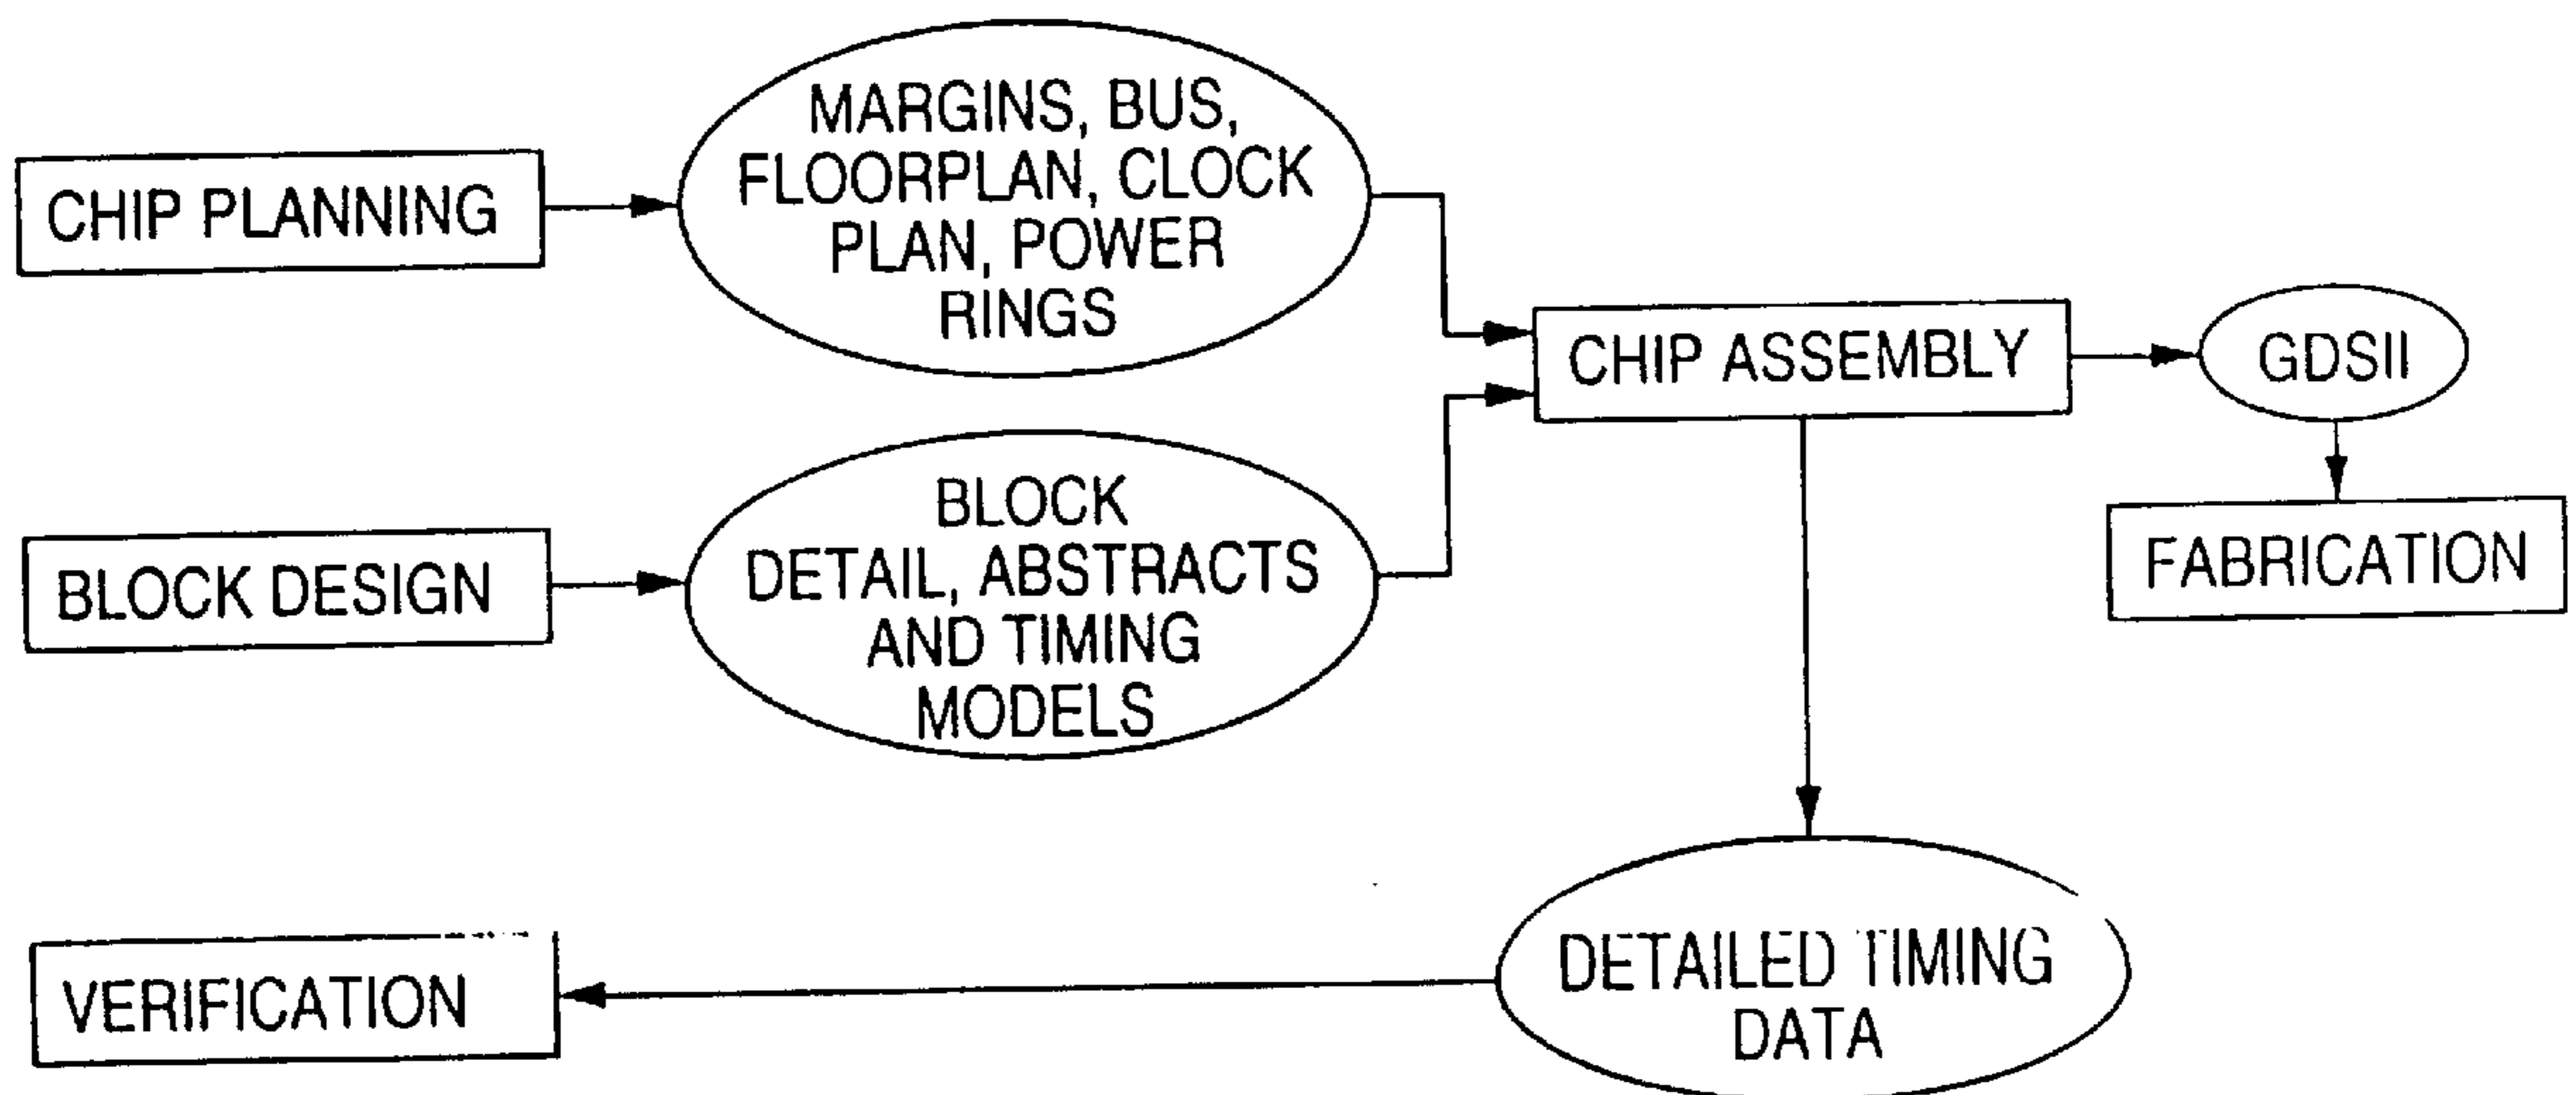 CHIP PLANNING
MARGINS, BUS,
FLOORPLAN, CLOCK
PLAN, POWER
RINGS
BLOCK DESIGN
BLOCK
DETAIL, ABSTRACTS
AND TIMING
MODELS
CHIP ASSEMBLY
GDSII
FABRICATION
VERIFICATION
DETAILED TIMING
DATA